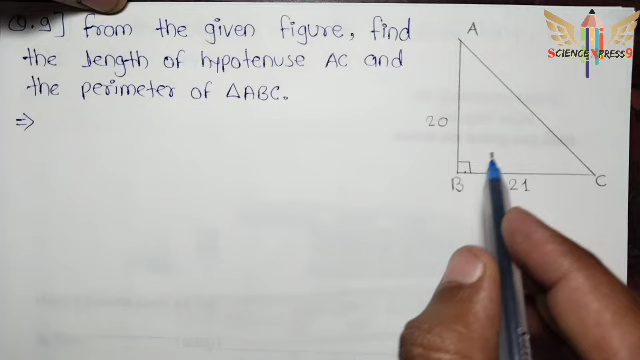 Q.9] From the given figure, find
the length of hypotenuse AC and
the perimeter of △ABC.
⇒
A
20
B
21
C
SCIENCE XPRESS9